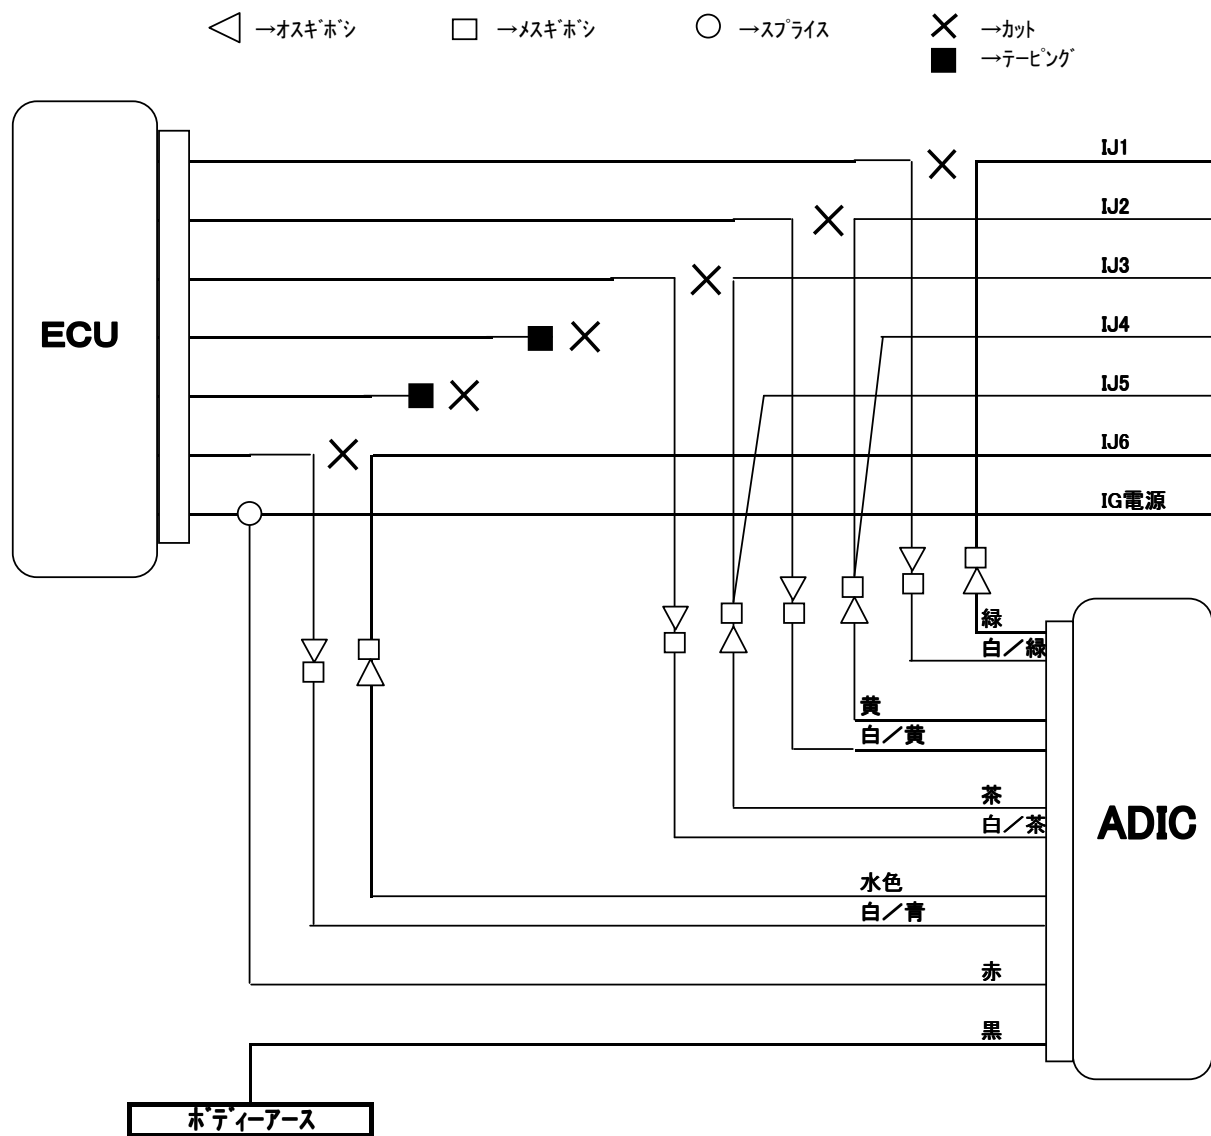 →ｵｽｷﾞﾎﾞｼ
→ﾒｽｷﾞﾎﾞｼ
→ｽﾌﾟﾗｲｽ
→ｶｯﾄ
→ﾃｰﾋﾟﾝｸﾞ
IJ1
IJ2
IJ3
ECU
IJ4
IJ5
IJ6
IG電源
緑
白／緑
黄
白／黄
茶
白／茶
ADIC
水色
白／青
赤
黒
ﾎﾞﾃﾞｨｰｱｰｽ